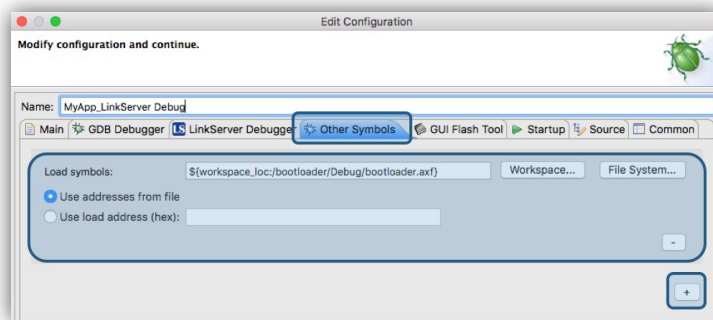 Edit Configuration
Modify configuration and continue.
Name: MyApp_LinkServer Debug
Main GDB Debugger LS LinkServer Debugger Other Symbols GUI Flash Tool Startup Source Common
Load symbols: ${workspace_loc:/bootloader/Debug/bootloader.axf} Workspace... File System...
Use addresses from file
Use load address (hex):
-
+